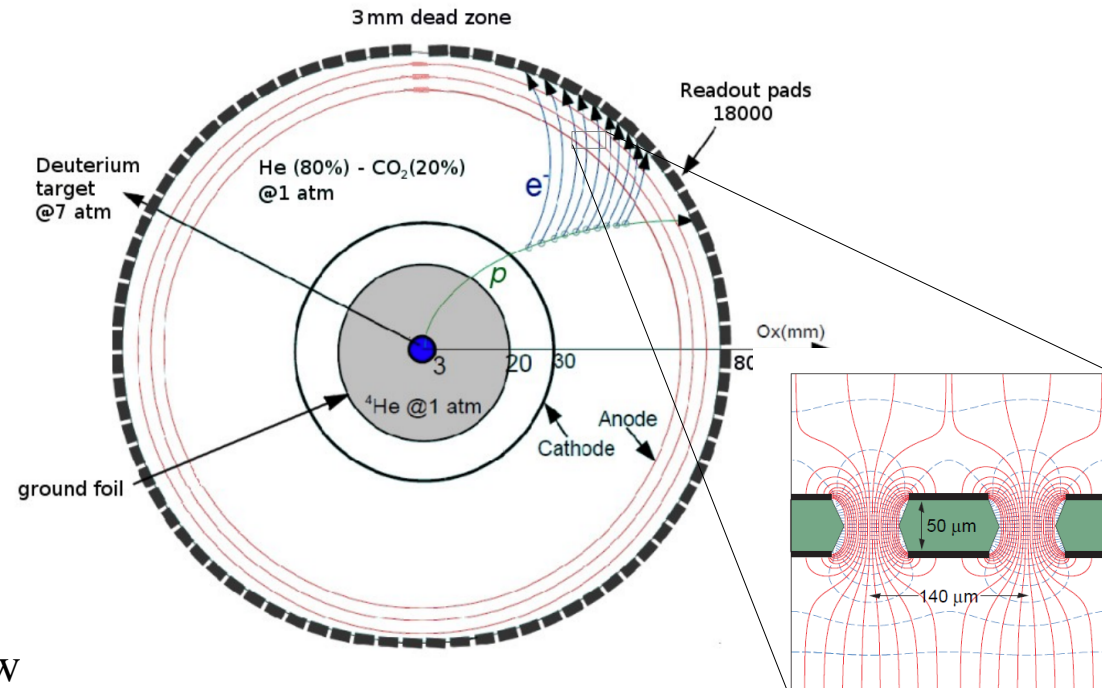 3 mm dead zone
Readout pads
18000
Deuterium
target
@7 atm
He (80%) - CO₂(20%)
@1 atm
e⁻
p
Ox(mm)
3
20
30
80
⁴He @1 atm
Anode
Cathode
ground foil
50 µm
140 µm
w